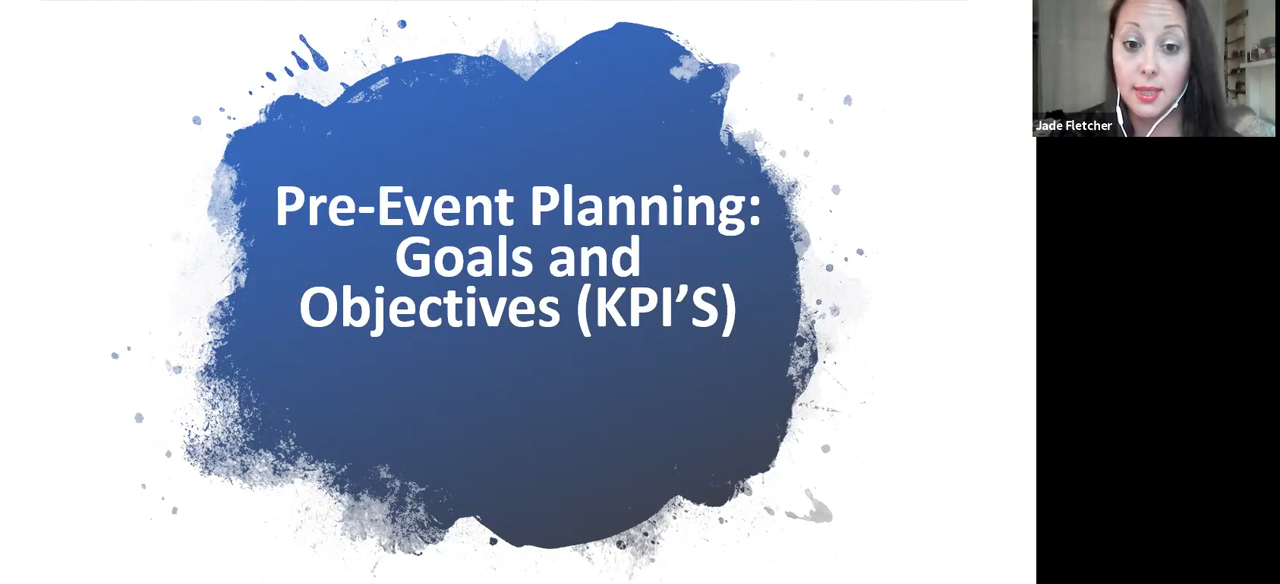 Pre-Event Planning:
Goals and
Objectives (KPI’S)
Jade Fletcher